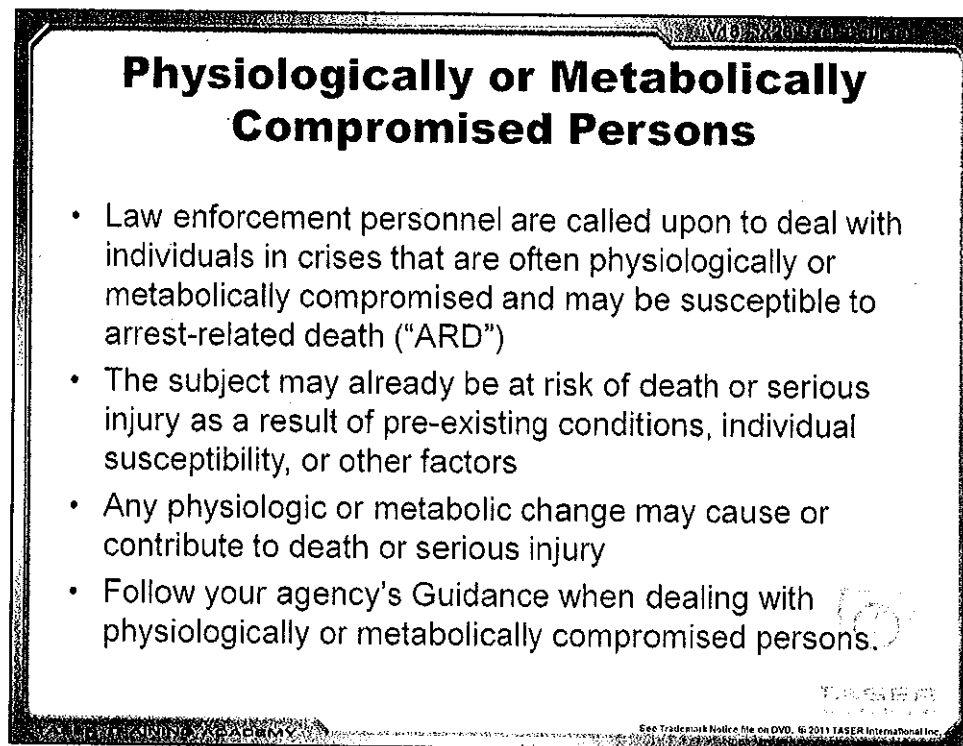 Physiologically or Metabolically
Compromised Persons
• Law enforcement personnel are called upon to deal with
individuals in crises that are often physiologically or
metabolically compromised and may be susceptible to
arrest-related death ("ARD")
• The subject may already be at risk of death or serious
injury as a result of pre-existing conditions, individual
susceptibility, or other factors
• Any physiologic or metabolic change may cause or
contribute to death or serious injury
• Follow your agency's Guidance when dealing with
physiologically or metabolically compromised persons.
TASER
TASER TRAINING ACADEMY
See Trademark Notice file on DVD. © 2011 TASER International Inc.